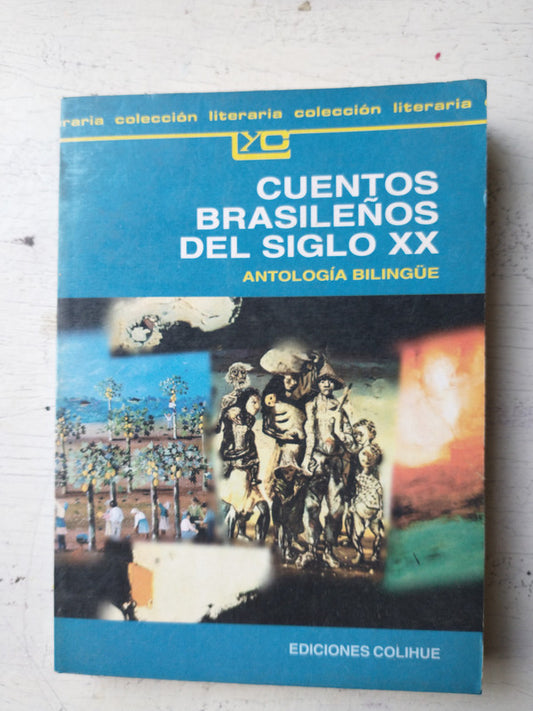 raria colección literaria colección literaria
LyC
CUENTOS
BRASILEÑOS
DEL SIGLO XX
ANTOLOGÍA BILINGÜE
EDICIONES COLIHUE